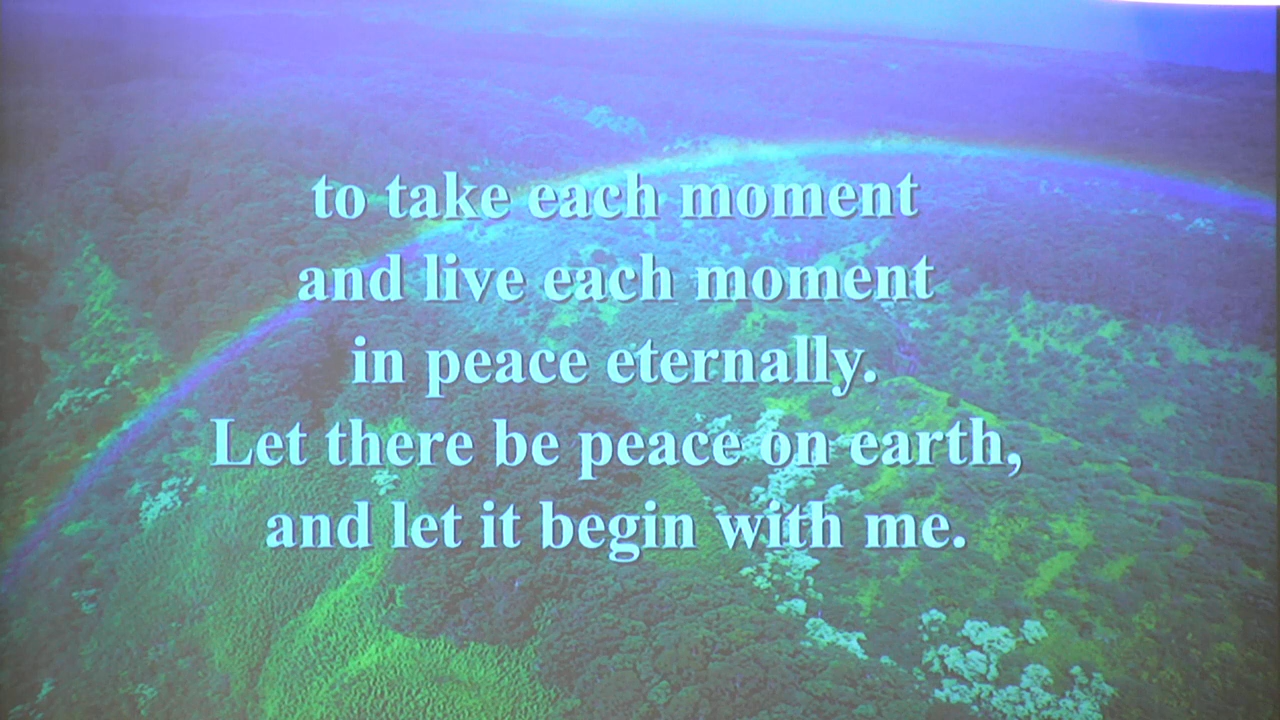 to take each moment
and live each moment
in peace eternally.
Let there be peace on earth,
and let it begin with me.